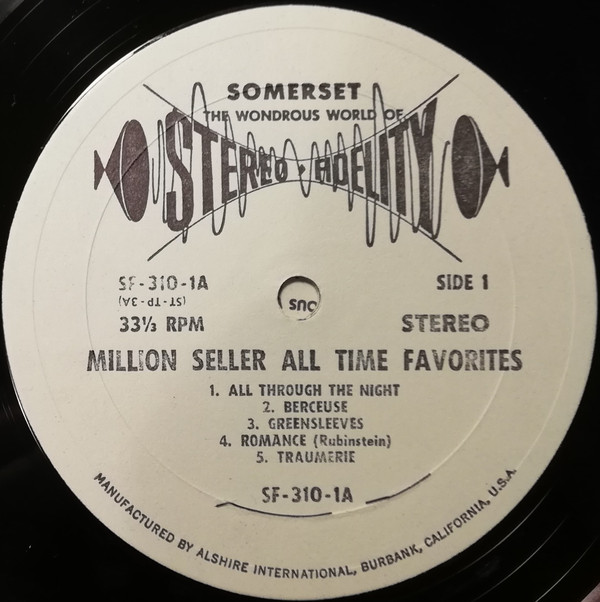 SOMERSET
THE WONDROUS WORLD OF
STEREO • FIDELITY
SF-310-1A
SIDE 1
(ST-TP-3A)
33⅓ RPM
STEREO
MILLION SELLER ALL TIME FAVORITES
1. ALL THROUGH THE NIGHT
2. BERCEUSE
3. GREENSLEEVES
4. ROMANCE (Rubinstein)
5. TRAUMERIE
SF-310-1A
MANUFACTURED BY ALSHIRE INTERNATIONAL, BURBANK, CALIFORNIA, U.S.A.